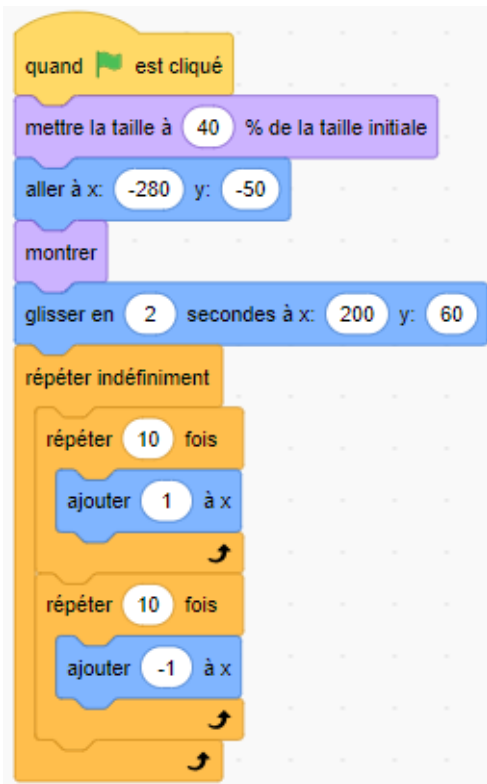 quand est cliqué
mettre la taille à 40 % de la taille initiale
aller à x: -280 y: -50
montrer
glisser en 2 secondes à x: 200 y: 60
répéter indéfiniment
répéter 10 fois
ajouter 1 à x
répéter 10 fois
ajouter -1 à x